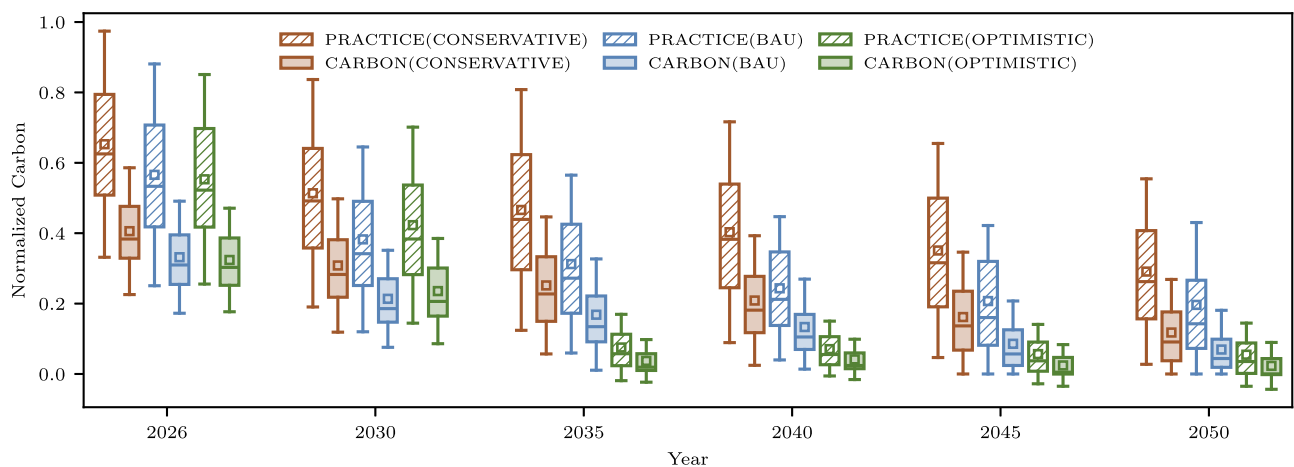 1.0
0.8
0.6
0.4
0.2
0.0
Normalized Carbon
PRACTICE(CONSERVATIVE) PRACTICE(BAU) PRACTICE(OPTIMISTIC)
CARBON(CONSERVATIVE) CARBON(BAU) CARBON(OPTIMISTIC)
2026 2030 2035 2040 2045 2050
Year